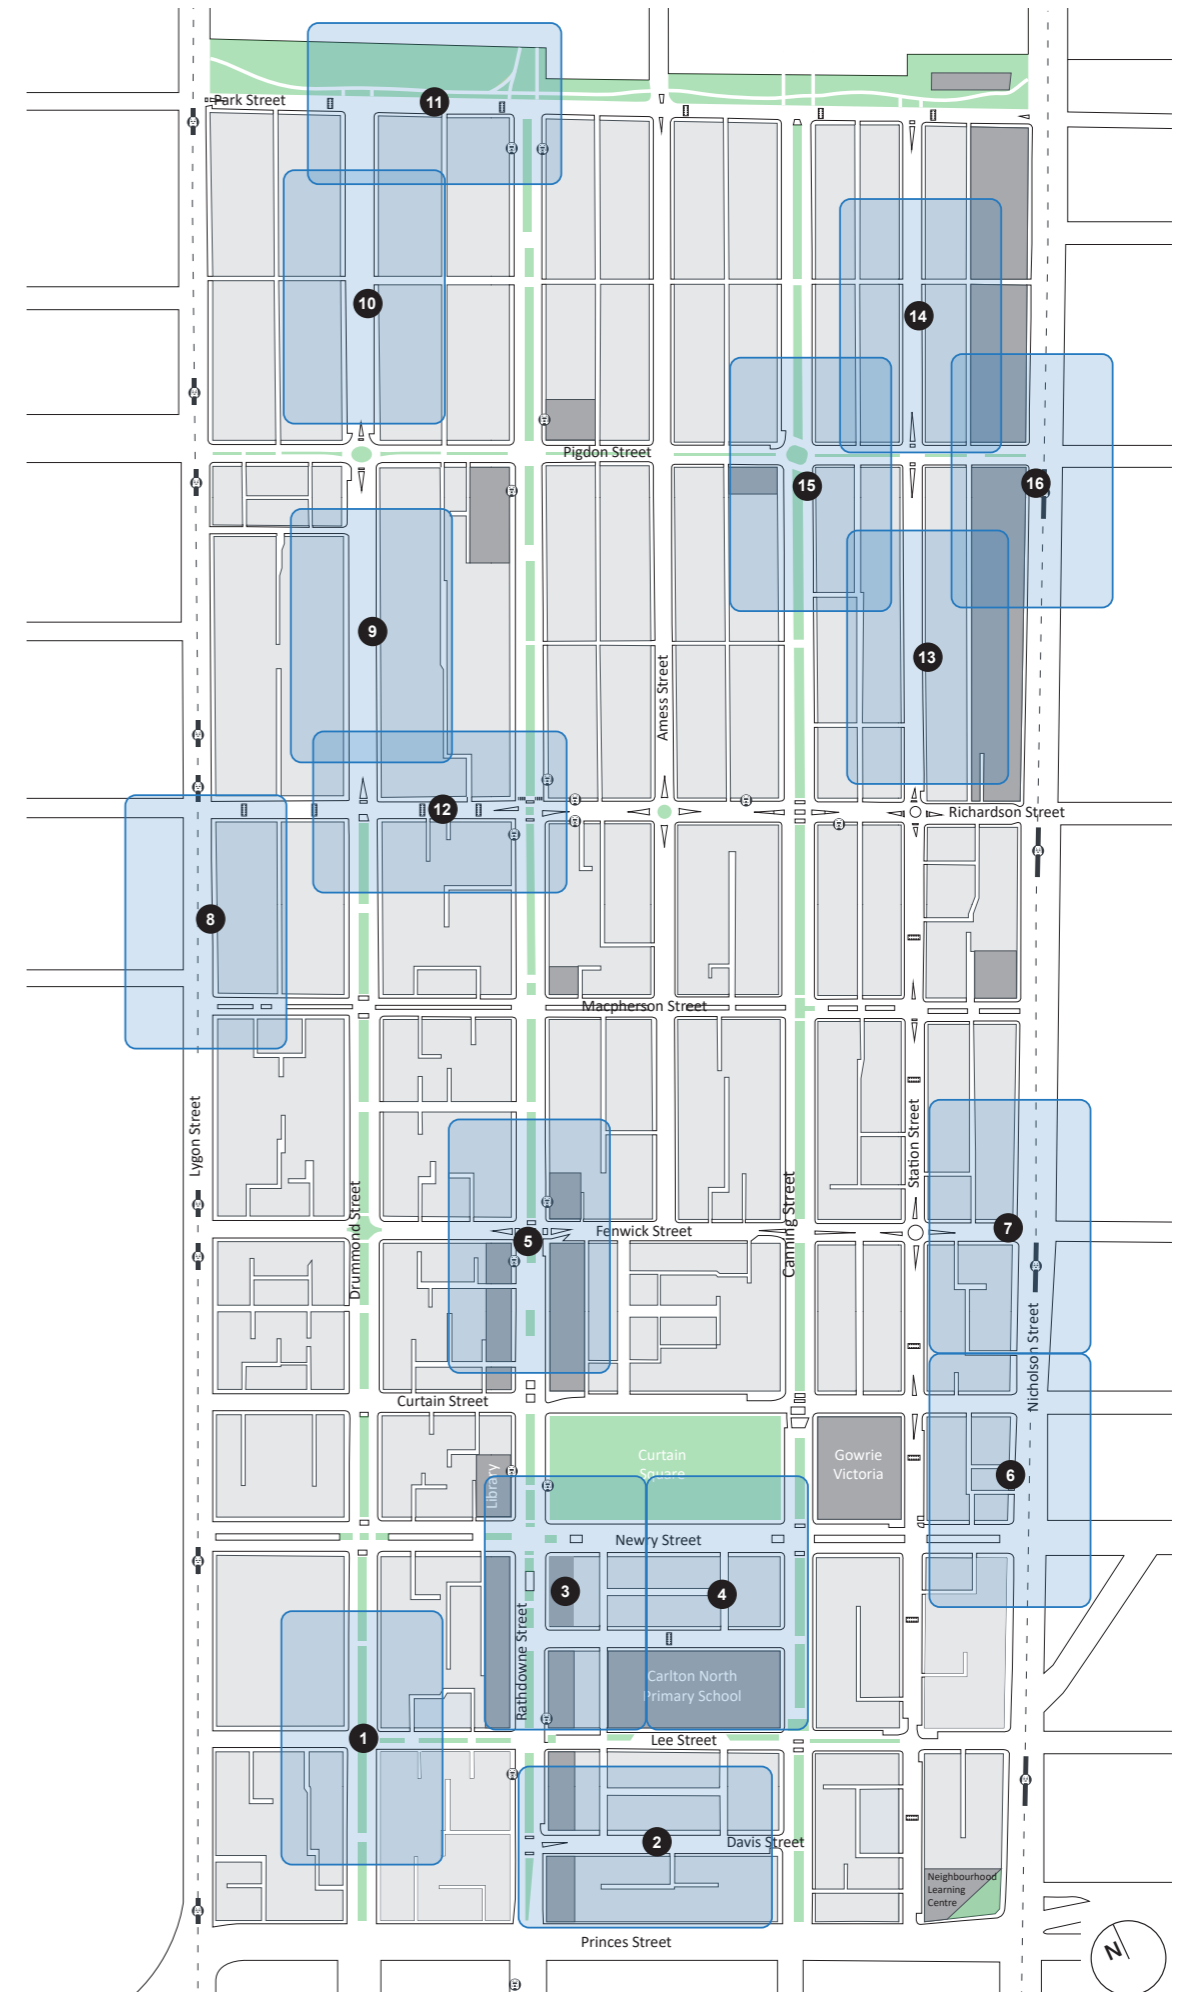 Park Street
11
10
14
Pigdon Street
15
16
9
13
Amess Street
12
Richardson Street
8
Macpherson Street
Lygon Street
Station Street
Drummond Street
Canning Street
7
Fenwick Street
5
Nicholson Street
Curtain Street
Curtain
Square
Gowrie
Victoria
Library
6
Newry Street
3
4
Rathdowne Street
Carlton North
Primary School
1
Lee Street
2
Davis Street
Neighbourhood
Learning
Centre
Princes Street
N